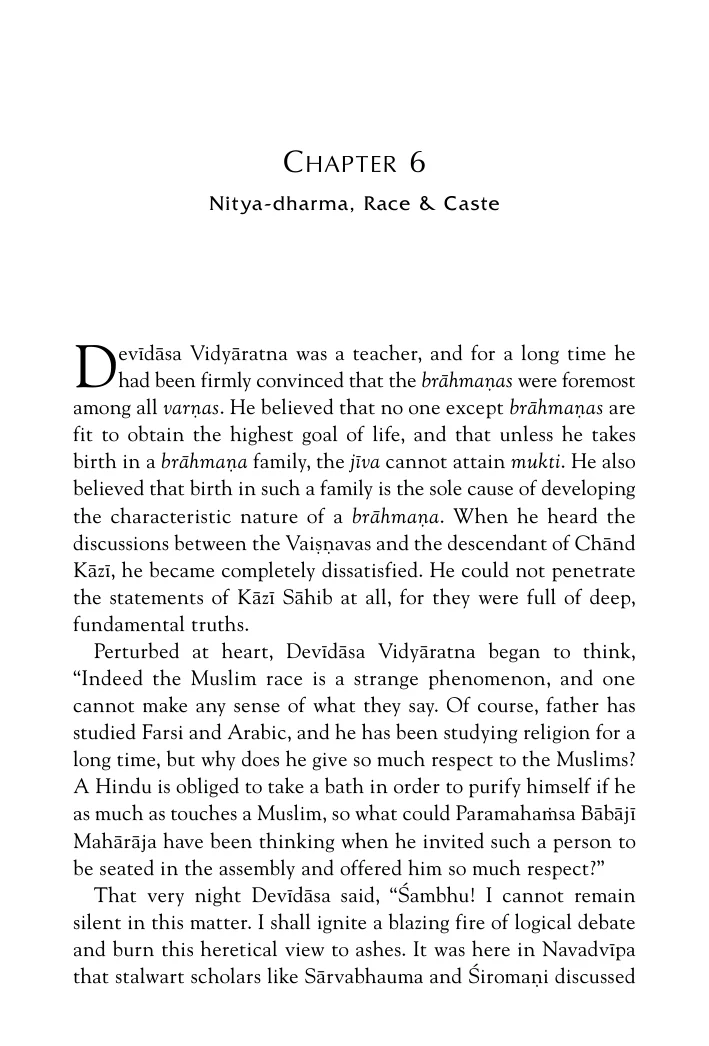 CHAPTER 6
Nitya-dharma, Race & Caste
Devīdāsa Vidyāratna was a teacher, and for a long time he
had been firmly convinced that the brāhmaṇas were foremost
among all varṇas. He believed that no one except brāhmaṇas are
fit to obtain the highest goal of life, and that unless he takes
birth in a brāhmaṇa family, the jīva cannot attain mukti. He also
believed that birth in such a family is the sole cause of developing
the characteristic nature of a brāhmaṇa. When he heard the
discussions between the Vaiṣṇavas and the descendant of Chānd
Kāzī, he became completely dissatisfied. He could not penetrate
the statements of Kāzī Sāhib at all, for they were full of deep,
fundamental truths.
Perturbed at heart, Devīdāsa Vidyāratna began to think,
“Indeed the Muslim race is a strange phenomenon, and one
cannot make any sense of what they say. Of course, father has
studied Farsi and Arabic, and he has been studying religion for a
long time, but why does he give so much respect to the Muslims?
A Hindu is obliged to take a bath in order to purify himself if he
as much as touches a Muslim, so what could Paramahaṁsa Bābājī
Mahārāja have been thinking when he invited such a person to
be seated in the assembly and offered him so much respect?”
That very night Devīdāsa said, “Śambhu! I cannot remain
silent in this matter. I shall ignite a blazing fire of logical debate
and burn this heretical view to ashes. It was here in Navadvīpa
that stalwart scholars like Sārvabhauma and Śiromaṇi discussed